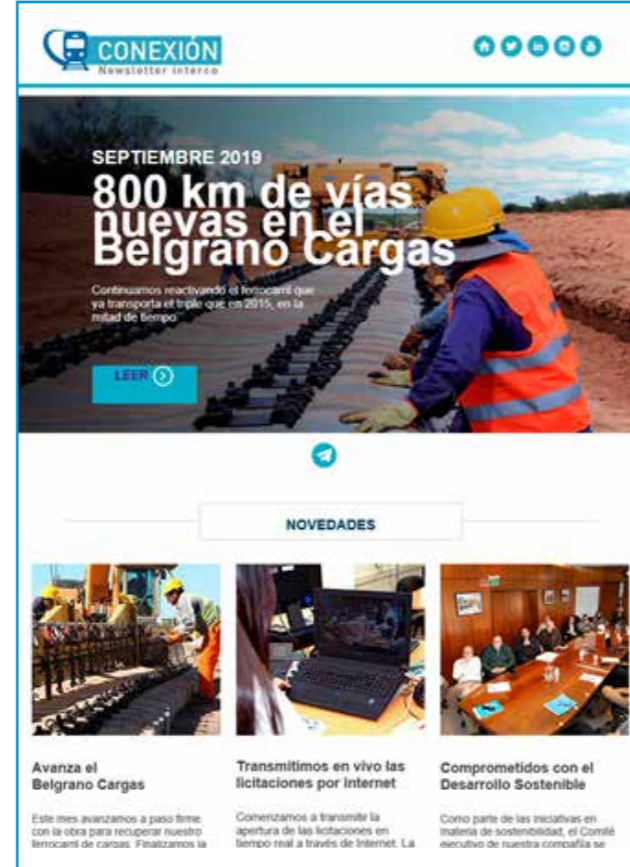 CONEXIÓN
Newsletter interno
SEPTIEMBRE 2019
800 km de vías
nuevas en el
Belgrano Cargas
Continuamos reactivando el ferrocarril que
ya transporta el triple que en 2015, en la
mitad de tiempo
LEER
NOVEDADES
Avanza el
Belgrano Cargas
Este mes avanzamos a paso firme
con la obra para recuperar nuestro
ferrocarril de cargas. Finalizamos la
Transmitimos en vivo las
licitaciones por Internet
Comenzamos a transmitir la
apertura de las licitaciones en
tiempo real a través de Internet. La
Comprometidos con el
Desarrollo Sostenible
Como parte de las iniciativas en
materia de sostenibilidad, el Comité
ejecutivo de nuestra compañía se